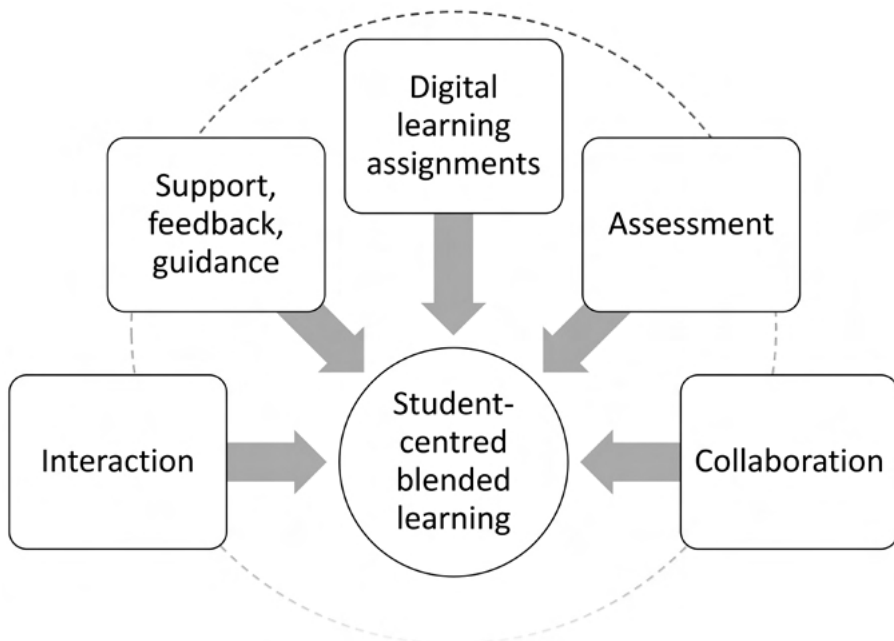 Digital
learning
assignments
Support,
feedback,
guidance
Assessment
Interaction
Student-
centred
blended
learning
Collaboration